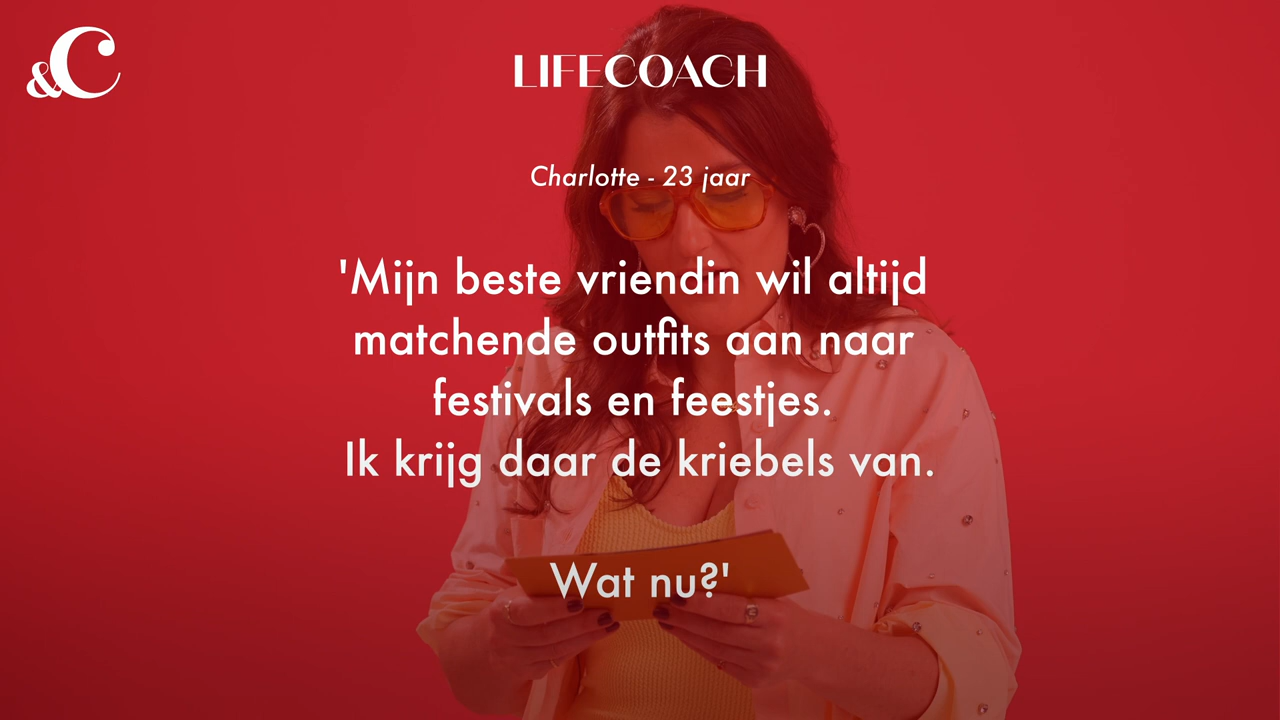 &C
LIFECOACH
Charlotte - 23 jaar
'Mijn beste vriendin wil altijd
matchende outfits aan naar
festivals en feestjes.
Ik krijg daar de kriebels van.
Wat nu?'